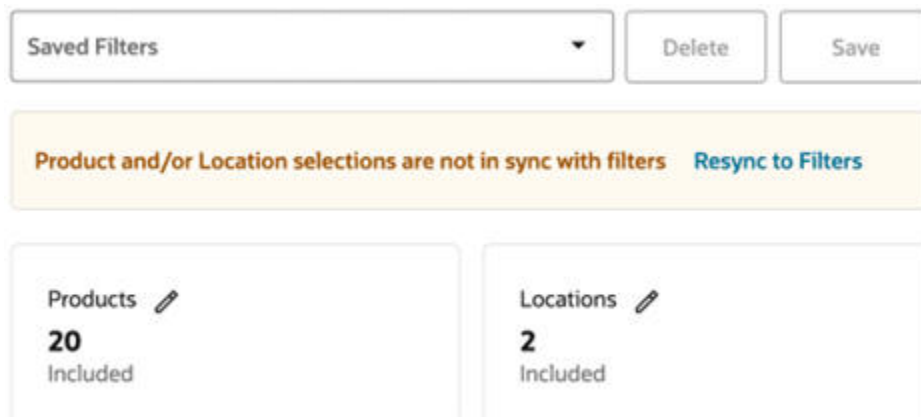 Saved Filters Delete Save
Product and/or Location selections are not in sync with filters Resync to Filters
Products Locations
20 2
Included Included